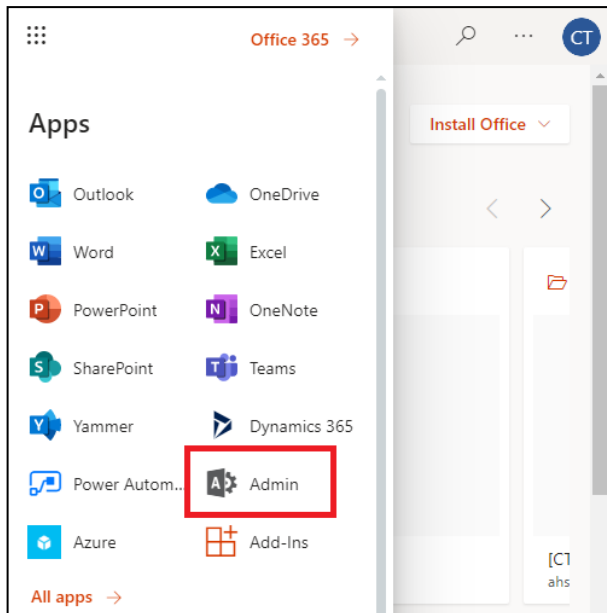 Office 365 →
CT
Apps
Install Office
Outlook
OneDrive
Word
Excel
PowerPoint
OneNote
SharePoint
Teams
Yammer
Dynamics 365
Power Autom...
Admin
Azure
Add-Ins
All apps →
[CT
ahs